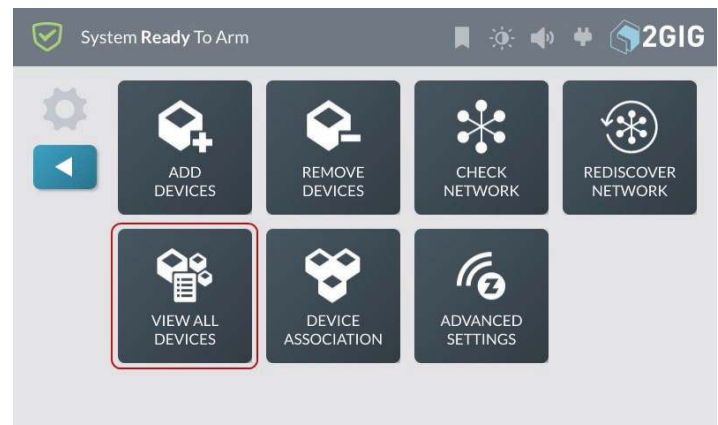 System Ready To Arm
2GIG
ADD
DEVICES
REMOVE
DEVICES
CHECK
NETWORK
REDISCOVER
NETWORK
VIEW ALL
DEVICES
DEVICE
ASSOCIATION
Z
ADVANCED
SETTINGS